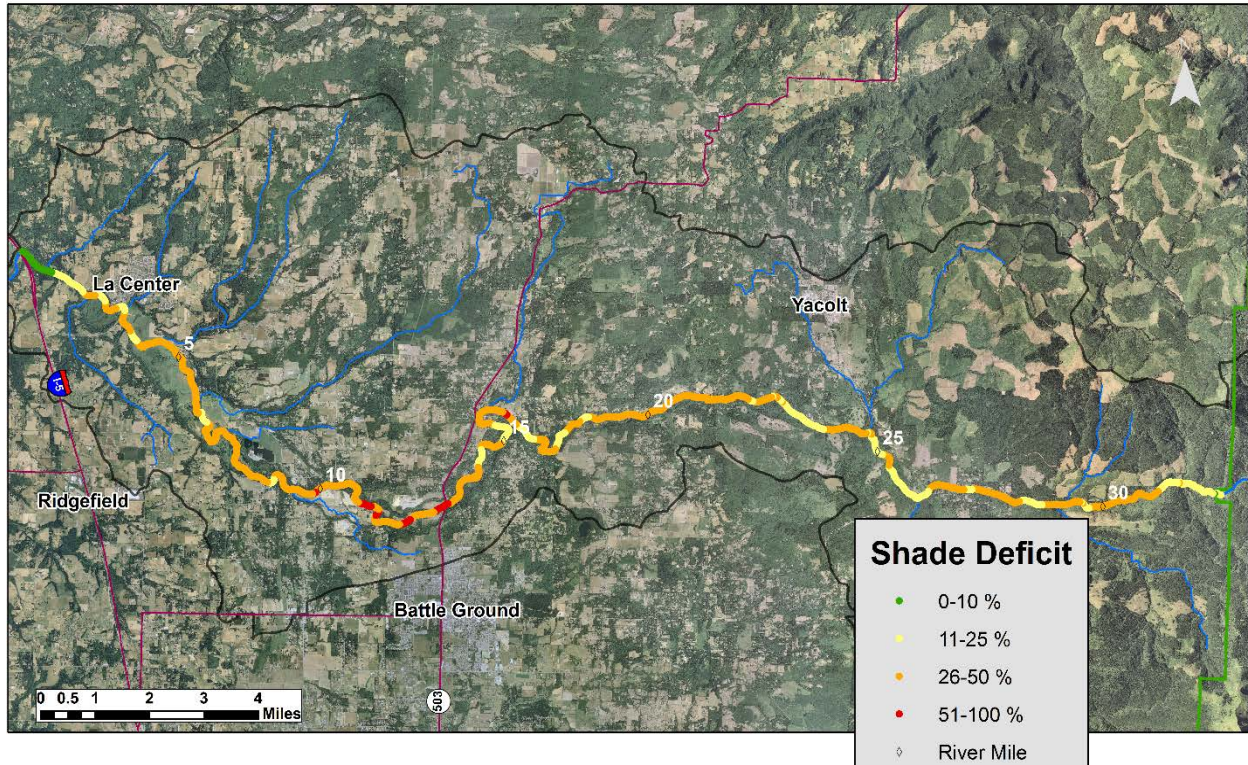 La Center
Yacolt
5
I-5
20
15
25
10
Ridgefield
30
Battle Ground
503
0 0.5 1 2 3 4
Miles
Shade Deficit
0-10 %
11-25 %
26-50 %
51-100 %
River Mile